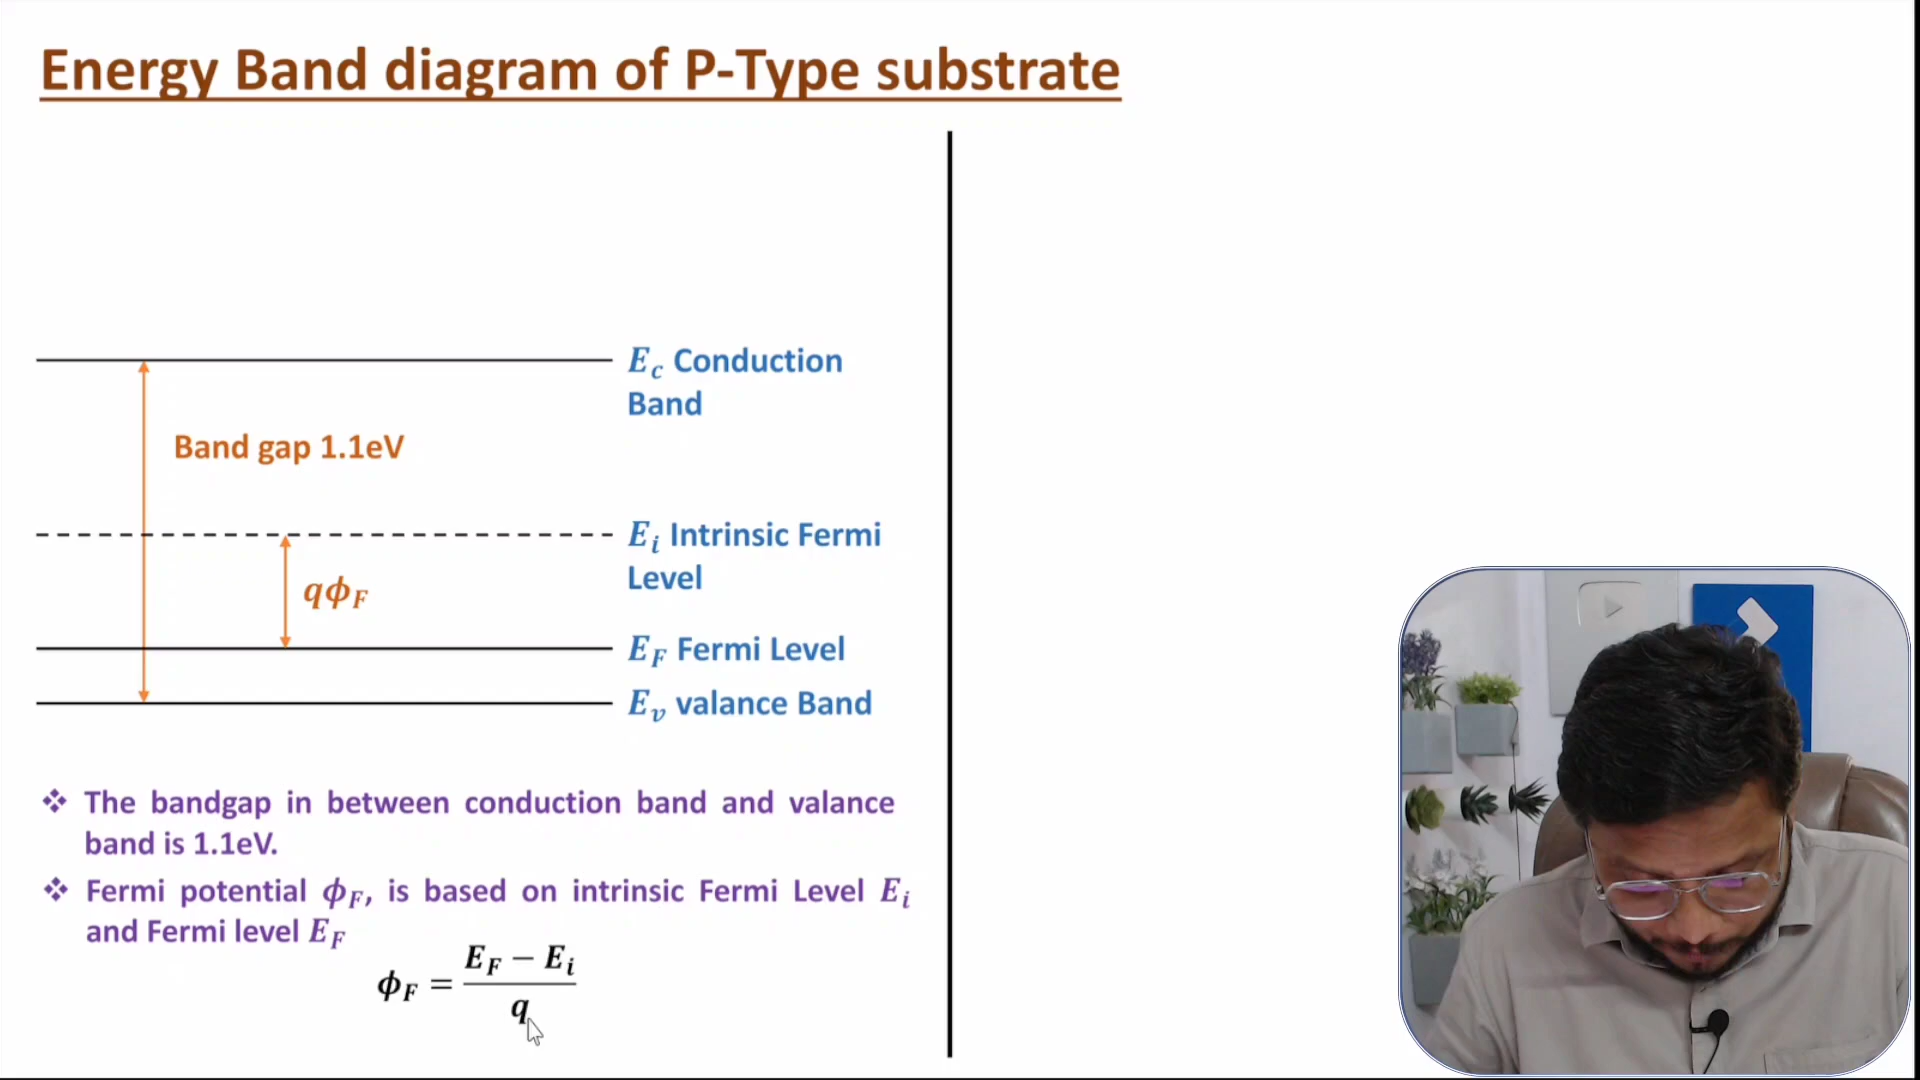 Energy Band diagram of P-Type substrate
E_c Conduction
Band
Band gap 1.1eV
E_i Intrinsic Fermi
Level
qϕ_F
E_F Fermi Level
E_v valance Band
❖ The bandgap in between conduction band and valance
band is 1.1eV.
❖ Fermi potential ϕ_F, is based on intrinsic Fermi Level E_i
and Fermi level E_F
ϕ_F = (E_F − E_i) / q